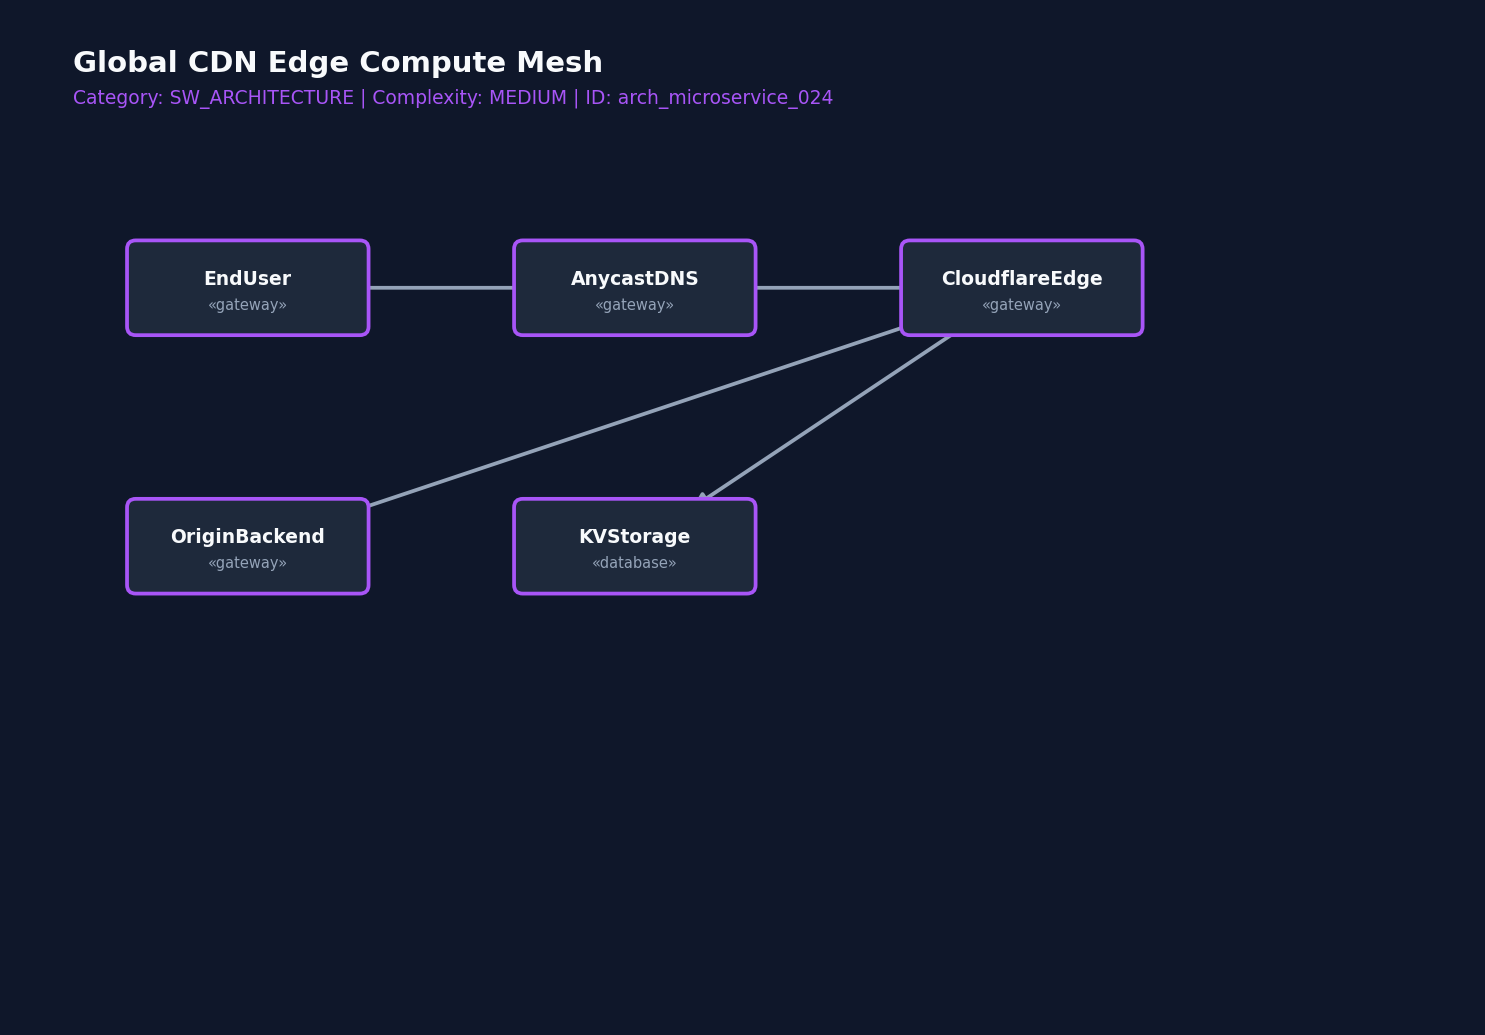 Global CDN Edge Compute Mesh
Category: SW_ARCHITECTURE | Complexity: MEDIUM | ID: arch_microservice_024
EndUser
«gateway»
AnycastDNS
«gateway»
CloudflareEdge
«gateway»
OriginBackend
«gateway»
KVStorage
«database»